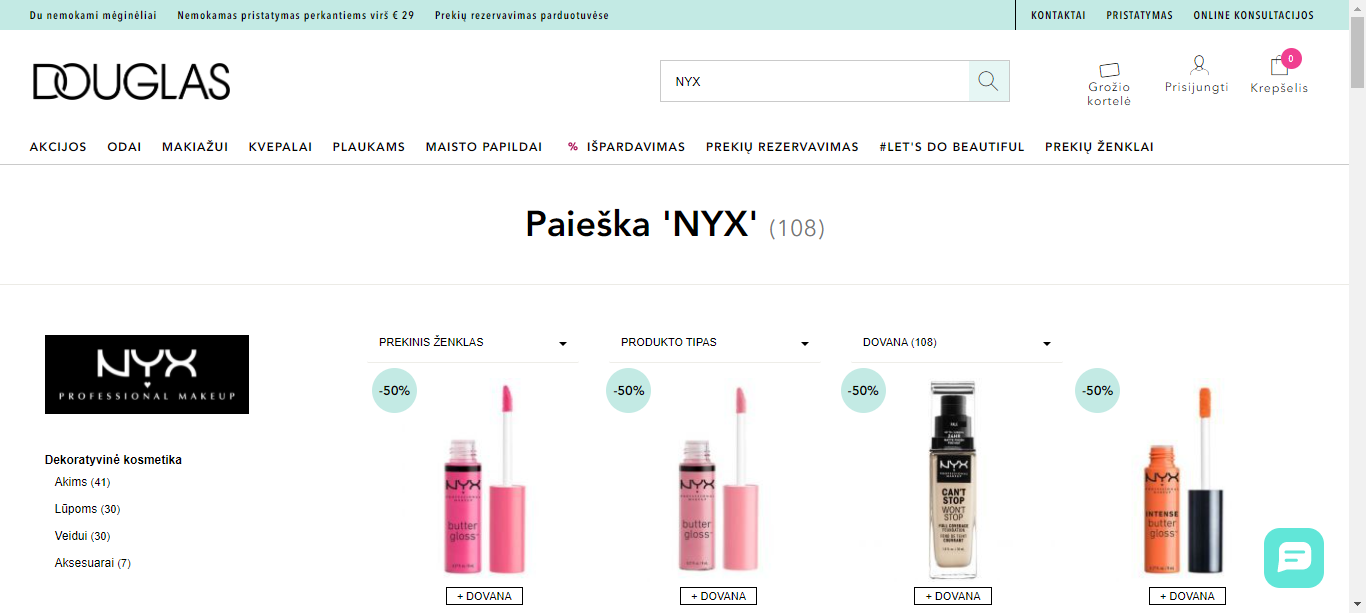 Du nemokami mėginėliai Nemokamas pristatymas perkantiems virš € 29 Prekių rezervavimas parduotuvėse
KONTAKTAI PRISTATYMAS ONLINE KONSULTACIJOS
DOUGLAS
NYX
Grožio
kortelė
Prisijungti
0
Krepšelis
AKCIJOS ODAI MAKIAŽUI KVEPALAI PLAUKAMS MAISTO PAPILDAI % IŠPARDAVIMAS PREKIŲ REZERVAVIMAS #LET'S DO BEAUTIFUL PREKIŲ ŽENKLAI
Paieška 'NYX' (108)
NYX
PROFESSIONAL MAKEUP
Dekoratyvinė kosmetika
Akims (41)
Lūpoms (30)
Veidui (30)
Aksesuarai (7)
PREKINIS ŽENKLAS PRODUKTO TIPAS DOVANA (108)
-50%
NYX
butter
gloss
+ DOVANA
-50%
NYX
butter
gloss
+ DOVANA
-50%
NYX
CAN'T
STOP
WON'T
STOP
FULL COVERAGE
FOUNDATION
+ DOVANA
-50%
NYX
INTENSE
butter
gloss
+ DOVANA